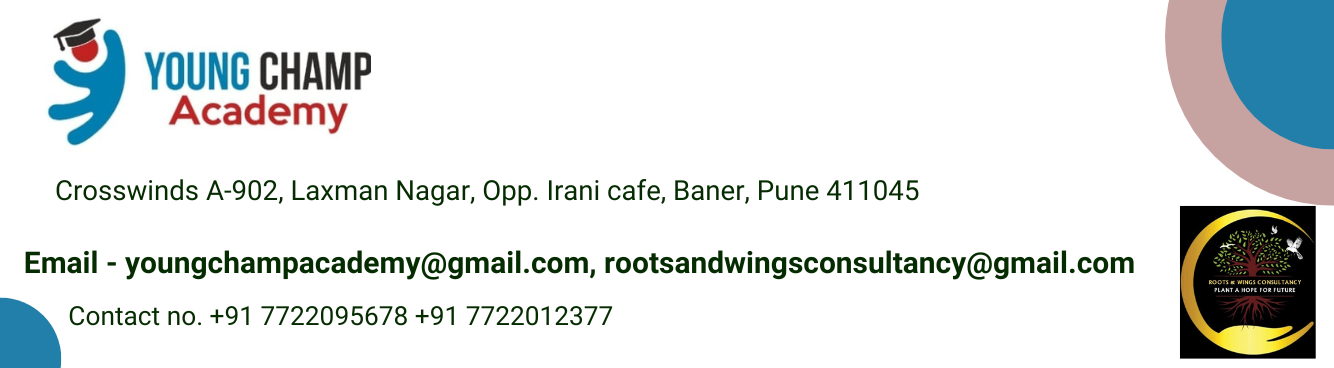 YOUNG CHAMP
Academy
Crosswinds A-902, Laxman Nagar, Opp. Irani cafe, Baner, Pune 411045
Email - youngchampacademy@gmail.com, rootsandwingsconsultancy@gmail.com
ROOTS & WINGS CONSULTANCY
PLANT A HOPE FOR FUTURE
Contact no. +91 7722095678 +91 7722012377